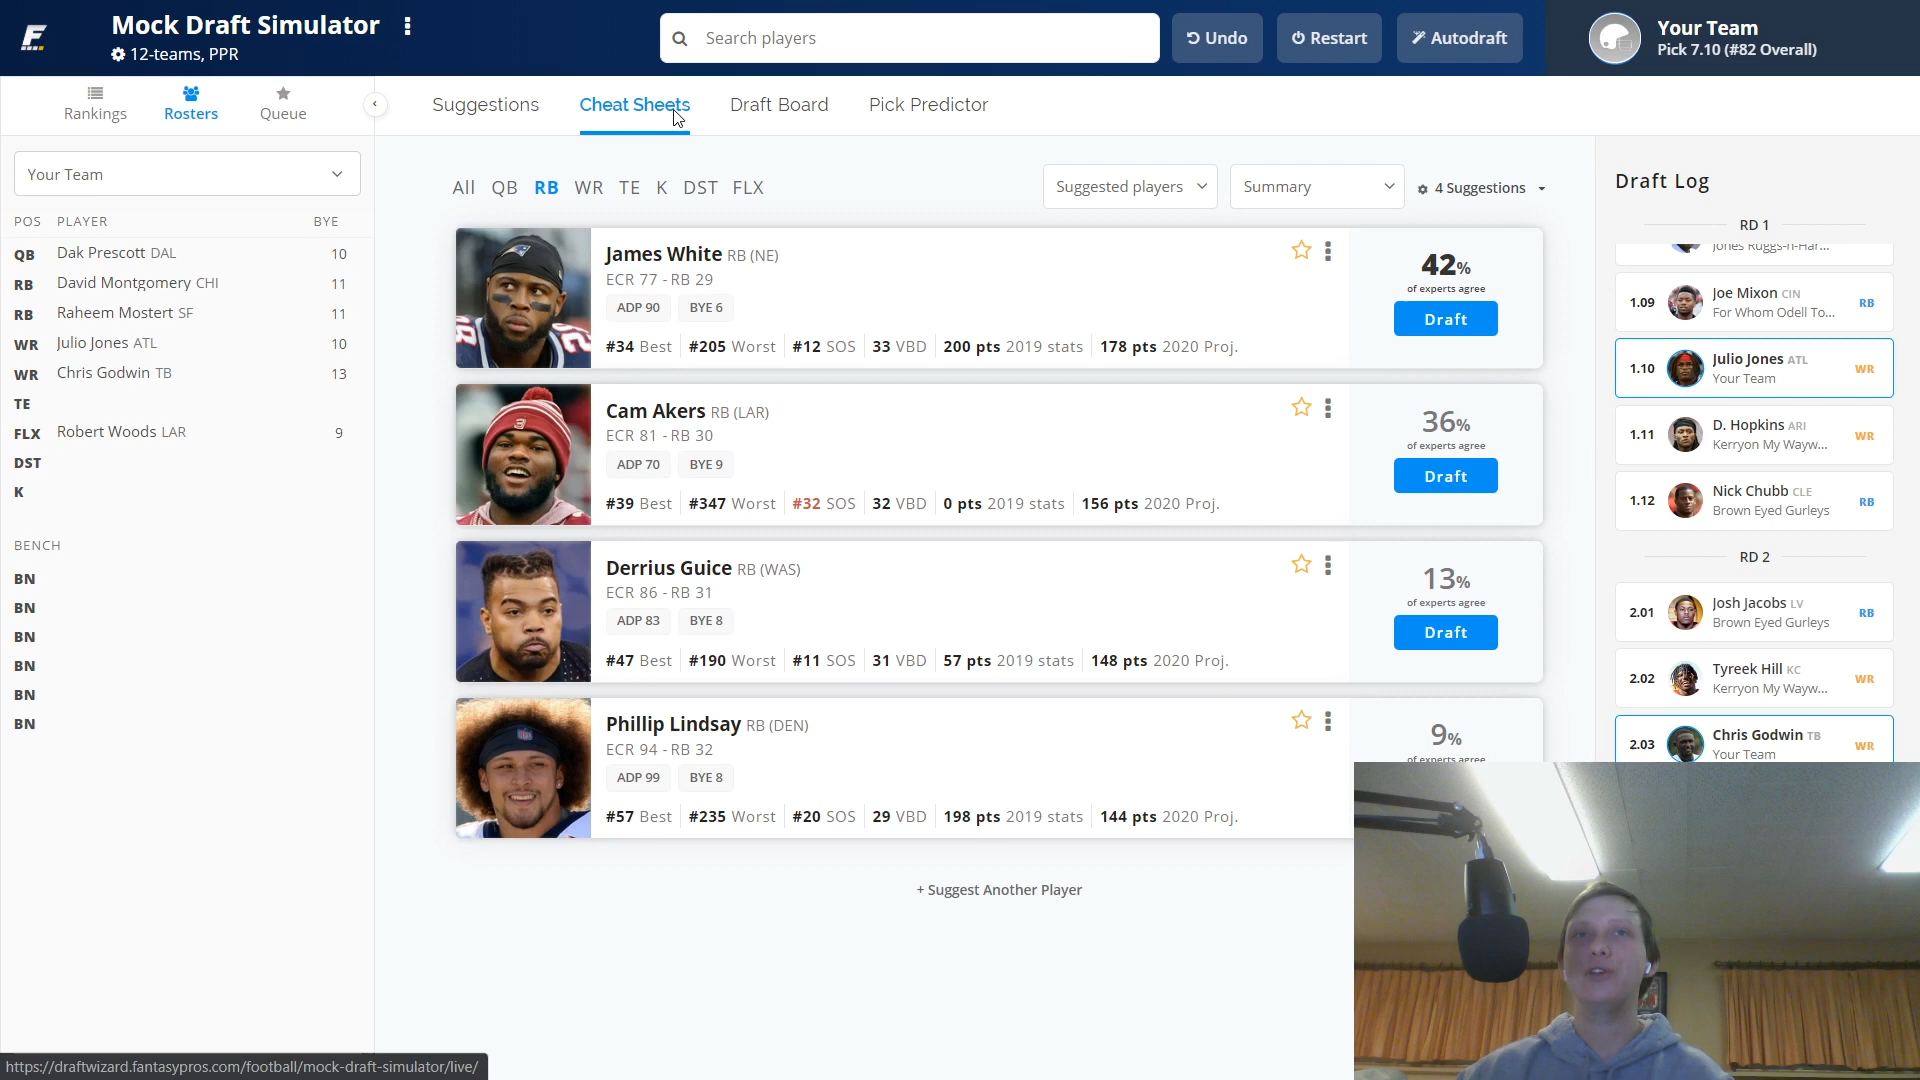 Mock Draft Simulator
12-teams, PPR
Search players
Undo
Restart
Autodraft
Your Team
Pick 7.10 (#82 Overall)
Rankings
Rosters
Queue
Suggestions
Cheat Sheets
Draft Board
Pick Predictor
Your Team
POS PLAYER BYE
QB Dak Prescott DAL 10
RB David Montgomery CHI 11
RB Raheem Mostert SF 11
WR Julio Jones ATL 10
WR Chris Godwin TB 13
TE
FLX Robert Woods LAR 9
DST
K
BENCH
BN
BN
BN
BN
BN
BN
All QB RB WR TE K DST FLX
Suggested players
Summary
4 Suggestions
James White RB (NE)
ECR 77 - RB 29
ADP 90 BYE 6
#34 Best #205 Worst #12 SOS 33 VBD 200 pts 2019 stats 178 pts 2020 Proj.
42%
of experts agree
Draft
Cam Akers RB (LAR)
ECR 81 - RB 30
ADP 70 BYE 9
#39 Best #347 Worst #32 SOS 32 VBD 0 pts 2019 stats 156 pts 2020 Proj.
36%
of experts agree
Draft
Derrius Guice RB (WAS)
ECR 86 - RB 31
ADP 83 BYE 8
#47 Best #190 Worst #11 SOS 31 VBD 57 pts 2019 stats 148 pts 2020 Proj.
13%
of experts agree
Draft
Phillip Lindsay RB (DEN)
ECR 94 - RB 32
ADP 99 BYE 8
#57 Best #235 Worst #20 SOS 29 VBD 198 pts 2019 stats 144 pts 2020 Proj.
9%
of experts agree
+ Suggest Another Player
Draft Log
RD 1
Jones Ruggs-n-Har...
1.09 Joe Mixon CIN RB
For Whom Odell To...
1.10 Julio Jones ATL WR
Your Team
1.11 D. Hopkins ARI WR
Kerryon My Wayw...
1.12 Nick Chubb CLE RB
Brown Eyed Gurleys
RD 2
2.01 Josh Jacobs LV RB
Brown Eyed Gurleys
2.02 Tyreek Hill KC WR
Kerryon My Wayw...
2.03 Chris Godwin TB WR
Your Team
https://draftwizard.fantasypros.com/football/mock-draft-simulator/live/